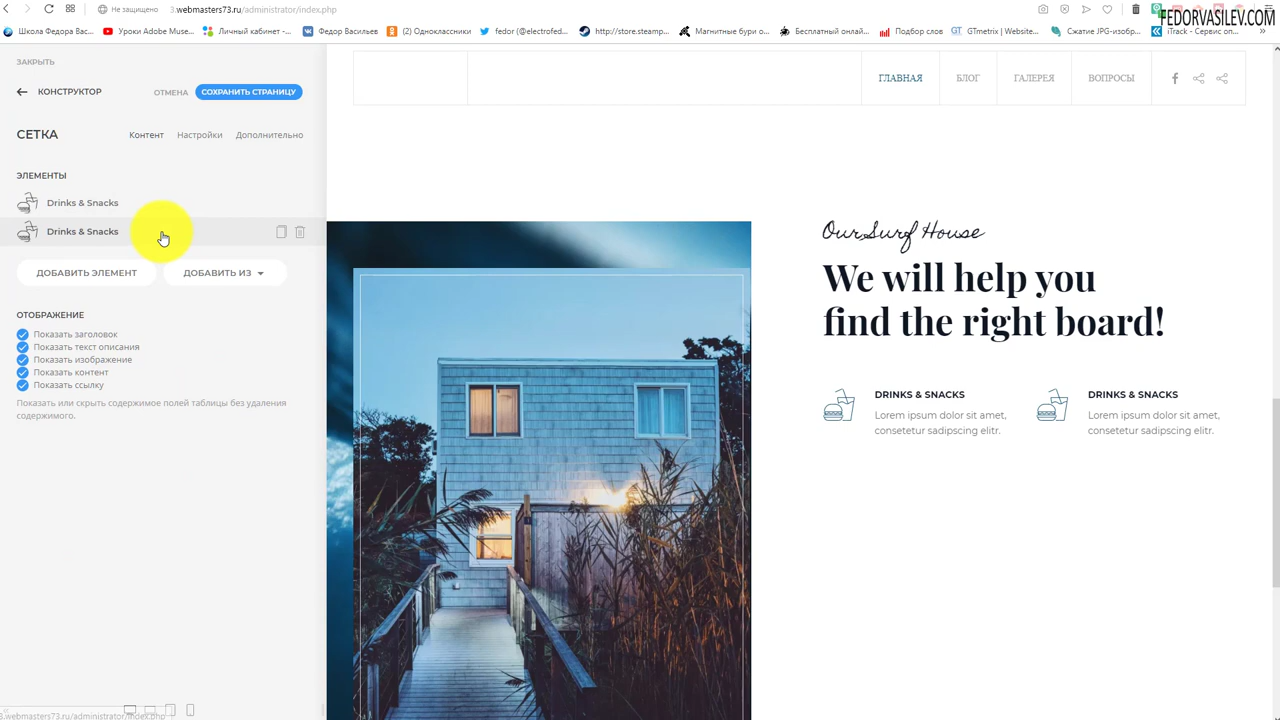 Не защищено 3.webmasters73.ru/administrator/index.php
FEDORVASILEV.COM
Школа Федора Вас... Уроки Adobe Muse... Личный кабинет -... Федор Васильев (2) Одноклассники fedor (@electrofed... http://store.steamp... Магнитные бури о... Бесплатный онлай... Подбор слов GTmetrix | Website... Сжатие JPG-изобр... iTrack - Сервис оп...
ЗАКРЫТЬ
КОНСТРУКТОР ОТМЕНА СОХРАНИТЬ СТРАНИЦУ
ГЛАВНАЯ БЛОГ ГАЛЕРЕЯ ВОПРОСЫ
СЕТКА Контент Настройки Дополнительно
ЭЛЕМЕНТЫ
Drinks & Snacks
Drinks & Snacks
ДОБАВИТЬ ЭЛЕМЕНТ ДОБАВИТЬ ИЗ
ОТОБРАЖЕНИЕ
Показать заголовок
Показать текст описания
Показать изображение
Показать контент
Показать ссылку
Показать или скрыть содержимое полей таблицы без удаления
содержимого.
Our Surf House
We will help you
find the right board!
DRINKS & SNACKS
Lorem ipsum dolor sit amet,
consetetur sadipscing elitr.
DRINKS & SNACKS
Lorem ipsum dolor sit amet,
consetetur sadipscing elitr.
3.webmasters73.ru/administrator/index.php